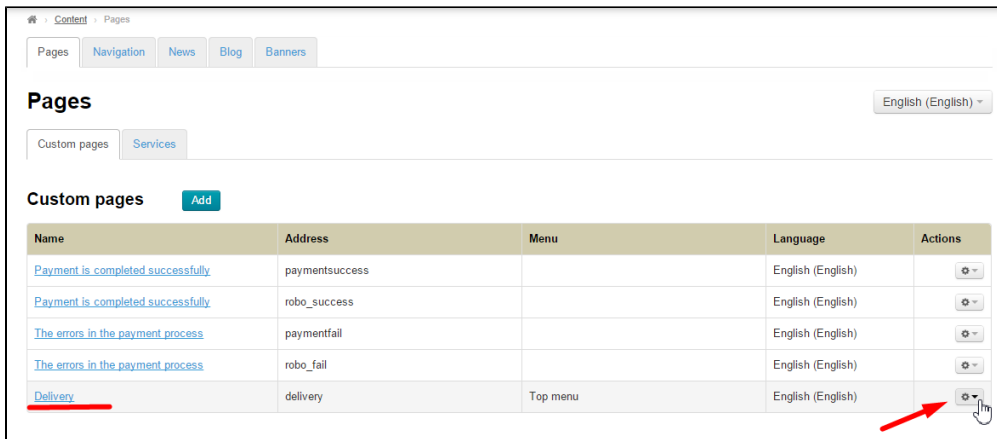 Content › Pages
Pages Navigation News Blog Banners
Pages English (English)
Custom pages Services
Custom pages Add
Name Address Menu Language Actions
Payment is completed successfully paymentsuccess English (English)
Payment is completed successfully robo_success English (English)
The errors in the payment process paymentfail English (English)
The errors in the payment process robo_fail English (English)
Delivery delivery Top menu English (English)